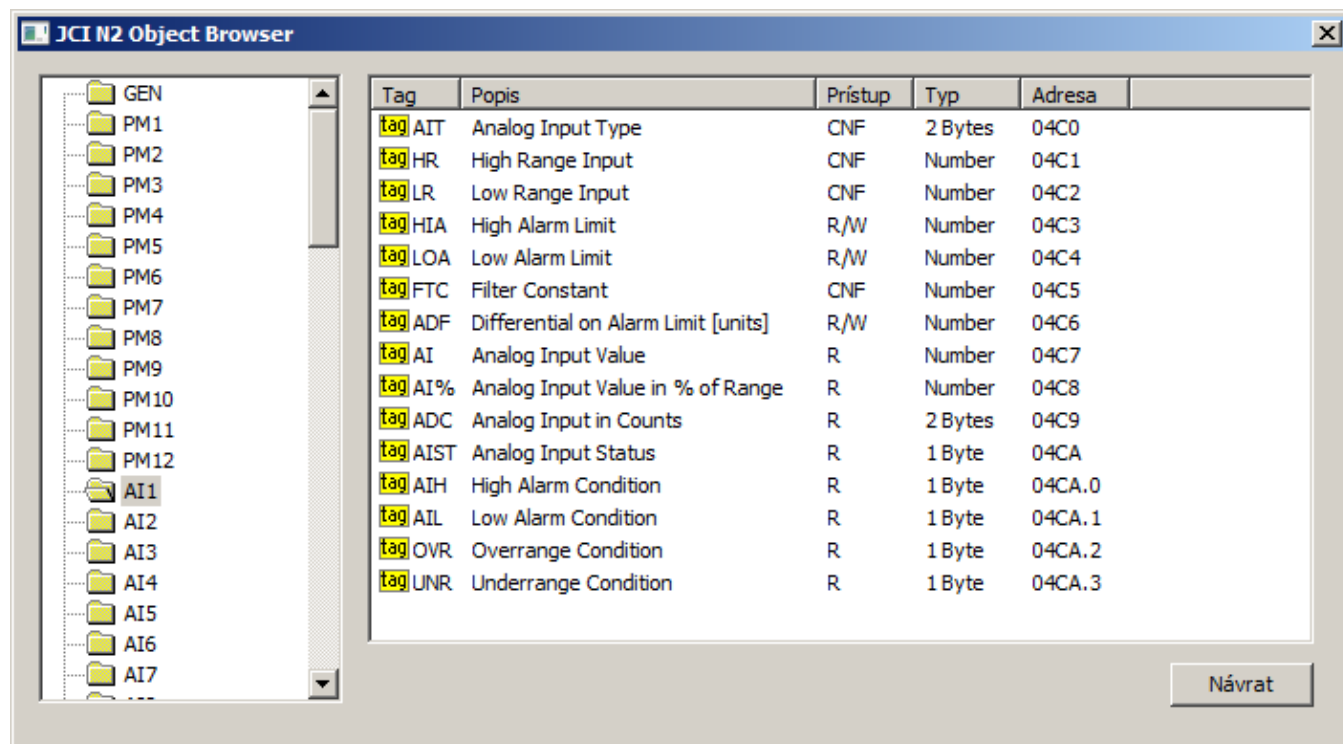 JCI N2 Object Browser
GEN
PM1
PM2
PM3
PM4
PM5
PM6
PM7
PM8
PM9
PM10
PM11
PM12
AI1
AI2
AI3
AI4
AI5
AI6
AI7
Tag Popis Prístup Typ Adresa
tag AIT Analog Input Type CNF 2 Bytes 04C0
tag HR High Range Input CNF Number 04C1
tag LR Low Range Input CNF Number 04C2
tag HIA High Alarm Limit R/W Number 04C3
tag LOA Low Alarm Limit R/W Number 04C4
tag FTC Filter Constant CNF Number 04C5
tag ADF Differential on Alarm Limit [units] R/W Number 04C6
tag AI Analog Input Value R Number 04C7
tag AI% Analog Input Value in % of Range R Number 04C8
tag ADC Analog Input in Counts R 2 Bytes 04C9
tag AIST Analog Input Status R 1 Byte 04CA
tag AIH High Alarm Condition R 1 Byte 04CA.0
tag AIL Low Alarm Condition R 1 Byte 04CA.1
tag OVR Overrange Condition R 1 Byte 04CA.2
tag UNR Underrange Condition R 1 Byte 04CA.3
Návrat